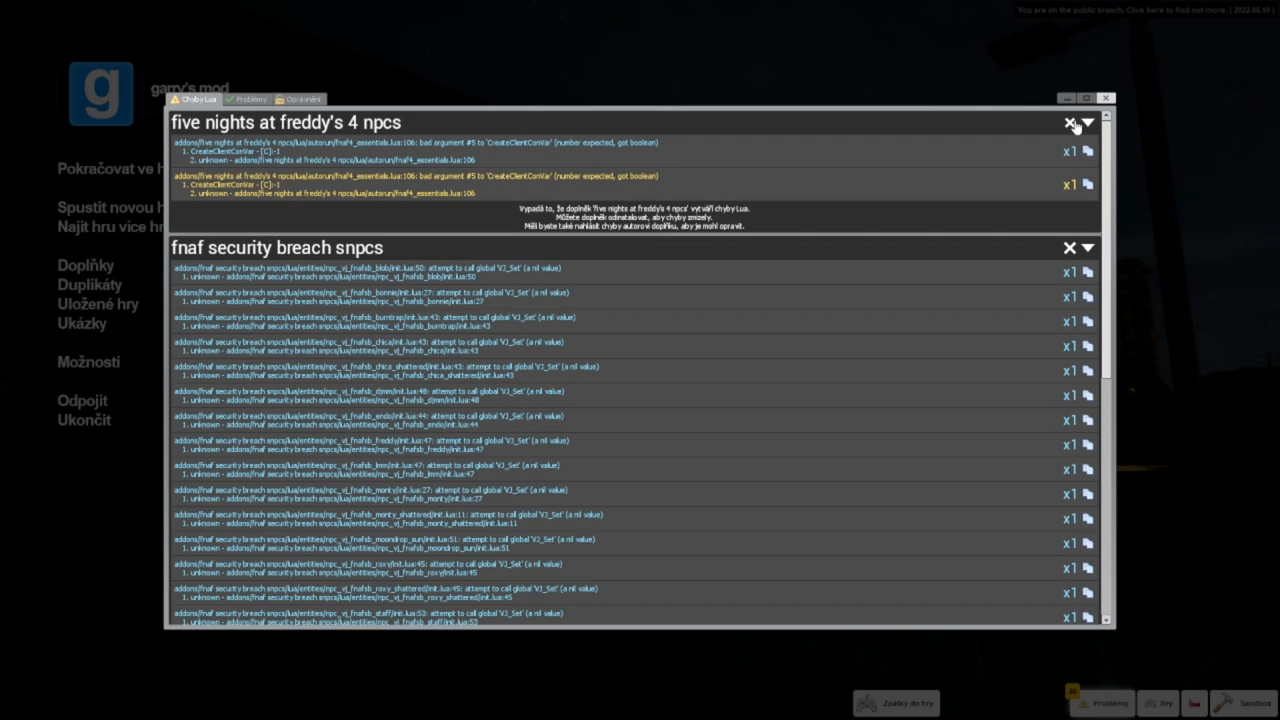 You are on the public branch. Click here to find out more. ( 2022.06.10 )
g
garry's mod
Chyby Lua
Problémy
Oprávnění
Pokračovat ve h
Spustit novou h
Najít hru více hr
Doplňky
Duplikáty
Uložené hry
Ukázky
Možnosti
Odpojit
Ukončit
five nights at freddy's 4 npcs
addons/five nights at freddy's 4 npcs/lua/autorun/fnaf4_essentials.lua:106: bad argument #5 to 'CreateClientConVar' (number expected, got boolean)
1. CreateClientConVar - [C]:-1
2. unknown - addons/five nights at freddy's 4 npcs/lua/autorun/fnaf4_essentials.lua:106
x1
addons/five nights at freddy's 4 npcs/lua/autorun/fnaf4_essentials.lua:106: bad argument #5 to 'CreateClientConVar' (number expected, got boolean)
1. CreateClientConVar - [C]:-1
2. unknown - addons/five nights at freddy's 4 npcs/lua/autorun/fnaf4_essentials.lua:106
x1
Vypadá to, že doplněk 'five nights at freddy's 4 npcs' vytváří chyby Lua.
Můžete doplněk odinstalovat, aby chyby zmizely.
Měli byste také nahlásit chyby autorovi doplňku, aby je mohl opravit.
fnaf security breach snpcs
addons/fnaf security breach snpcs/lua/entities/npc_vj_fnafsb_blob/init.lua:50: attempt to call global 'VJ_Set' (a nil value)
1. unknown - addons/fnaf security breach snpcs/lua/entities/npc_vj_fnafsb_blob/init.lua:50
x1
addons/fnaf security breach snpcs/lua/entities/npc_vj_fnafsb_bonnie/init.lua:27: attempt to call global 'VJ_Set' (a nil value)
1. unknown - addons/fnaf security breach snpcs/lua/entities/npc_vj_fnafsb_bonnie/init.lua:27
x1
addons/fnaf security breach snpcs/lua/entities/npc_vj_fnafsb_burntrap/init.lua:43: attempt to call global 'VJ_Set' (a nil value)
1. unknown - addons/fnaf security breach snpcs/lua/entities/npc_vj_fnafsb_burntrap/init.lua:43
x1
addons/fnaf security breach snpcs/lua/entities/npc_vj_fnafsb_chica/init.lua:43: attempt to call global 'VJ_Set' (a nil value)
1. unknown - addons/fnaf security breach snpcs/lua/entities/npc_vj_fnafsb_chica/init.lua:43
x1
addons/fnaf security breach snpcs/lua/entities/npc_vj_fnafsb_chica_shattered/init.lua:43: attempt to call global 'VJ_Set' (a nil value)
1. unknown - addons/fnaf security breach snpcs/lua/entities/npc_vj_fnafsb_chica_shattered/init.lua:43
x1
addons/fnaf security breach snpcs/lua/entities/npc_vj_fnafsb_djmm/init.lua:48: attempt to call global 'VJ_Set' (a nil value)
1. unknown - addons/fnaf security breach snpcs/lua/entities/npc_vj_fnafsb_djmm/init.lua:48
x1
addons/fnaf security breach snpcs/lua/entities/npc_vj_fnafsb_endo/init.lua:44: attempt to call global 'VJ_Set' (a nil value)
1. unknown - addons/fnaf security breach snpcs/lua/entities/npc_vj_fnafsb_endo/init.lua:44
x1
addons/fnaf security breach snpcs/lua/entities/npc_vj_fnafsb_freddy/init.lua:47: attempt to call global 'VJ_Set' (a nil value)
1. unknown - addons/fnaf security breach snpcs/lua/entities/npc_vj_fnafsb_freddy/init.lua:47
x1
addons/fnaf security breach snpcs/lua/entities/npc_vj_fnafsb_lmm/init.lua:47: attempt to call global 'VJ_Set' (a nil value)
1. unknown - addons/fnaf security breach snpcs/lua/entities/npc_vj_fnafsb_lmm/init.lua:47
x1
addons/fnaf security breach snpcs/lua/entities/npc_vj_fnafsb_monty/init.lua:27: attempt to call global 'VJ_Set' (a nil value)
1. unknown - addons/fnaf security breach snpcs/lua/entities/npc_vj_fnafsb_monty/init.lua:27
x1
addons/fnaf security breach snpcs/lua/entities/npc_vj_fnafsb_monty_shattered/init.lua:11: attempt to call global 'VJ_Set' (a nil value)
1. unknown - addons/fnaf security breach snpcs/lua/entities/npc_vj_fnafsb_monty_shattered/init.lua:11
x1
addons/fnaf security breach snpcs/lua/entities/npc_vj_fnafsb_moondrop_sun/init.lua:51: attempt to call global 'VJ_Set' (a nil value)
1. unknown - addons/fnaf security breach snpcs/lua/entities/npc_vj_fnafsb_moondrop_sun/init.lua:51
x1
addons/fnaf security breach snpcs/lua/entities/npc_vj_fnafsb_roxy/init.lua:45: attempt to call global 'VJ_Set' (a nil value)
1. unknown - addons/fnaf security breach snpcs/lua/entities/npc_vj_fnafsb_roxy/init.lua:45
x1
addons/fnaf security breach snpcs/lua/entities/npc_vj_fnafsb_roxy_shattered/init.lua:45: attempt to call global 'VJ_Set' (a nil value)
1. unknown - addons/fnaf security breach snpcs/lua/entities/npc_vj_fnafsb_roxy_shattered/init.lua:45
x1
addons/fnaf security breach snpcs/lua/entities/npc_vj_fnafsb_staff/init.lua:53: attempt to call global 'VJ_Set' (a nil value)
1. unknown - addons/fnaf security breach snpcs/lua/entities/npc_vj_fnafsb_staff/init.lua:53
x1
Zpátky do hry
Problémy
Hry
Sandbox